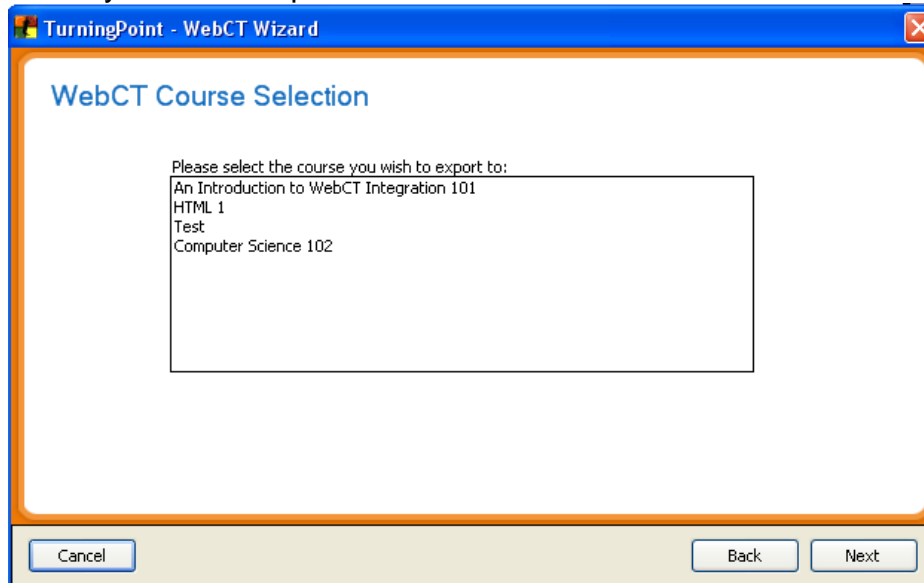 TurningPoint - WebCT Wizard
WebCT Course Selection
Please select the course you wish to export to:
An Introduction to WebCT Integration 101
HTML 1
Test
Computer Science 102
Cancel
Back
Next